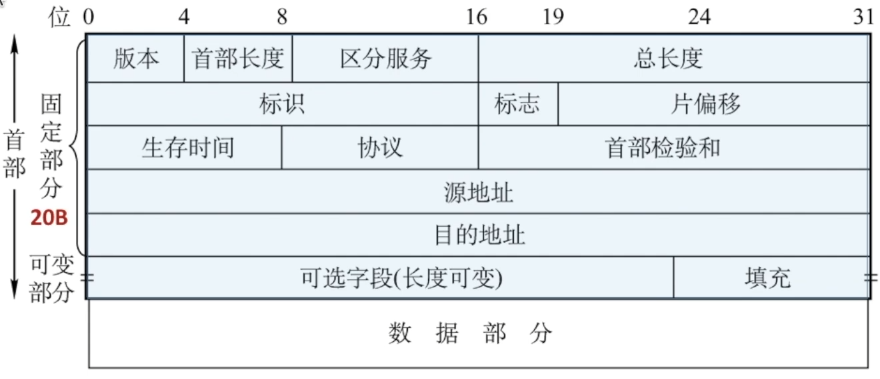 位 0 4 8 16 19 24 31
版本 首部长度 区分服务 总长度
标识 标志 片偏移
生存时间 协议 首部检验和
源地址
目的地址
可选字段(长度可变) 填充
数据部分
首部
固定部分
20B
可变部分